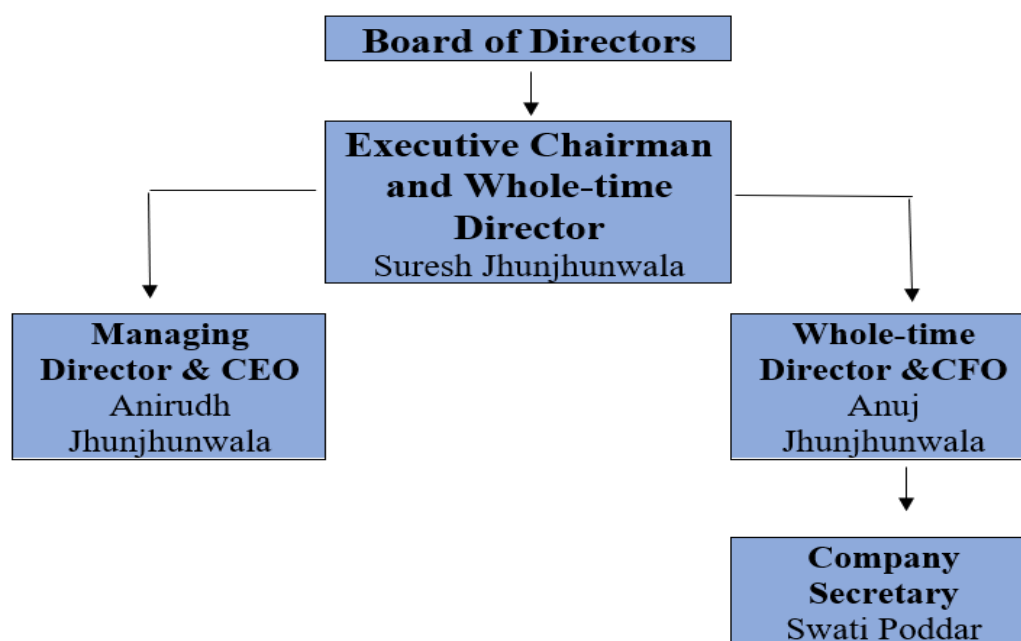 Board of Directors
Executive Chairman
and Whole-time
Director
Suresh Jhunjhunwala
Managing
Director & CEO
Anirudh
Jhunjhunwala
Whole-time
Director &CFO
Anuj
Jhunjhunwala
Company
Secretary
Swati Poddar